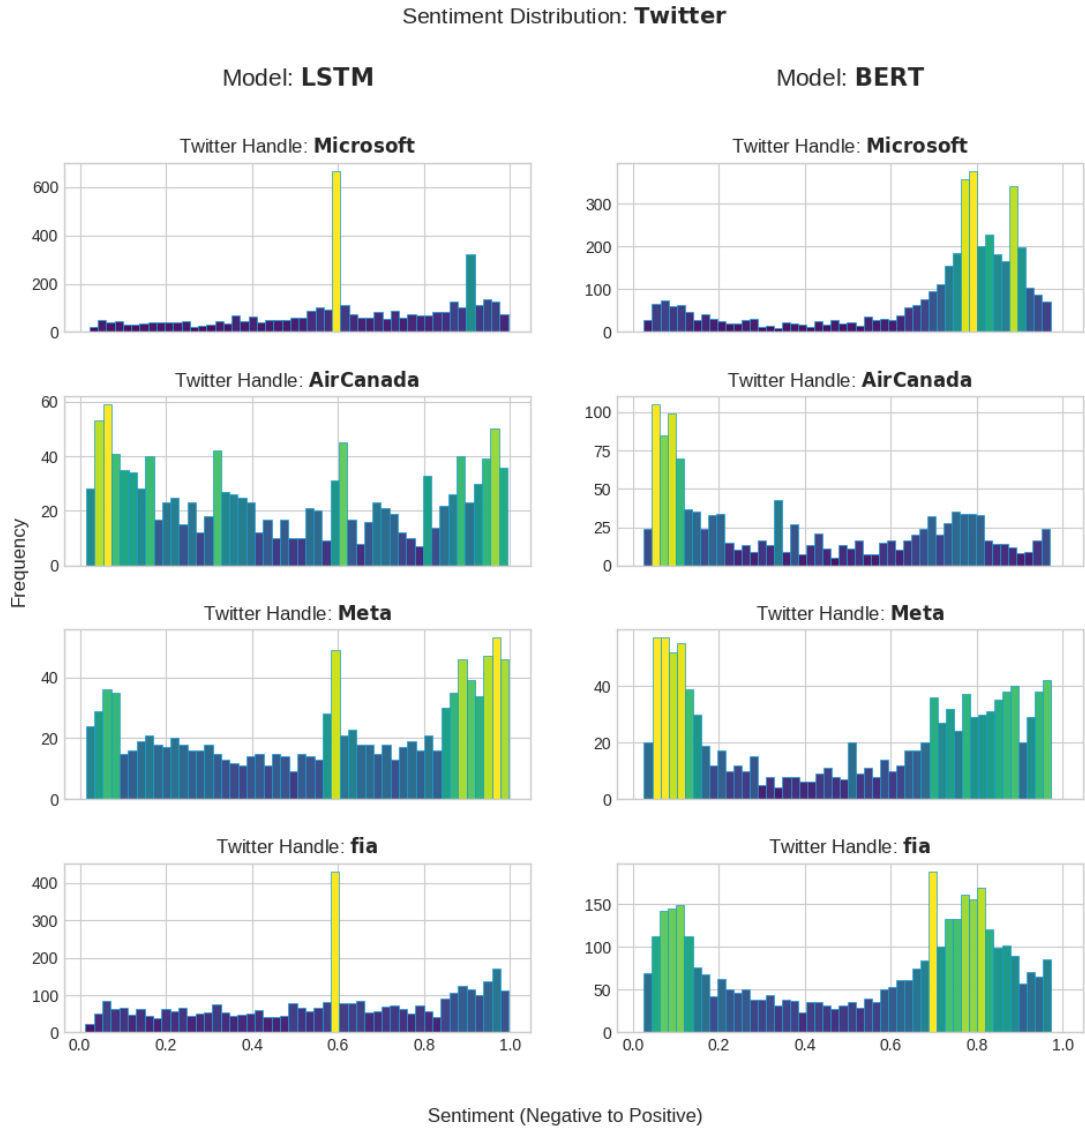 Sentiment Distribution: Twitter
Model: LSTM
Model: BERT
Twitter Handle: Microsoft
Twitter Handle: Microsoft
600
400
200
0
300
200
100
0
Twitter Handle: AirCanada
Twitter Handle: AirCanada
60
40
20
0
100
75
50
25
0
Frequency
Twitter Handle: Meta
Twitter Handle: Meta
40
20
0
40
20
0
Twitter Handle: fia
Twitter Handle: fia
400
300
200
100
0
150
100
50
0
0.0 0.2 0.4 0.6 0.8 1.0
0.0 0.2 0.4 0.6 0.8 1.0
Sentiment (Negative to Positive)